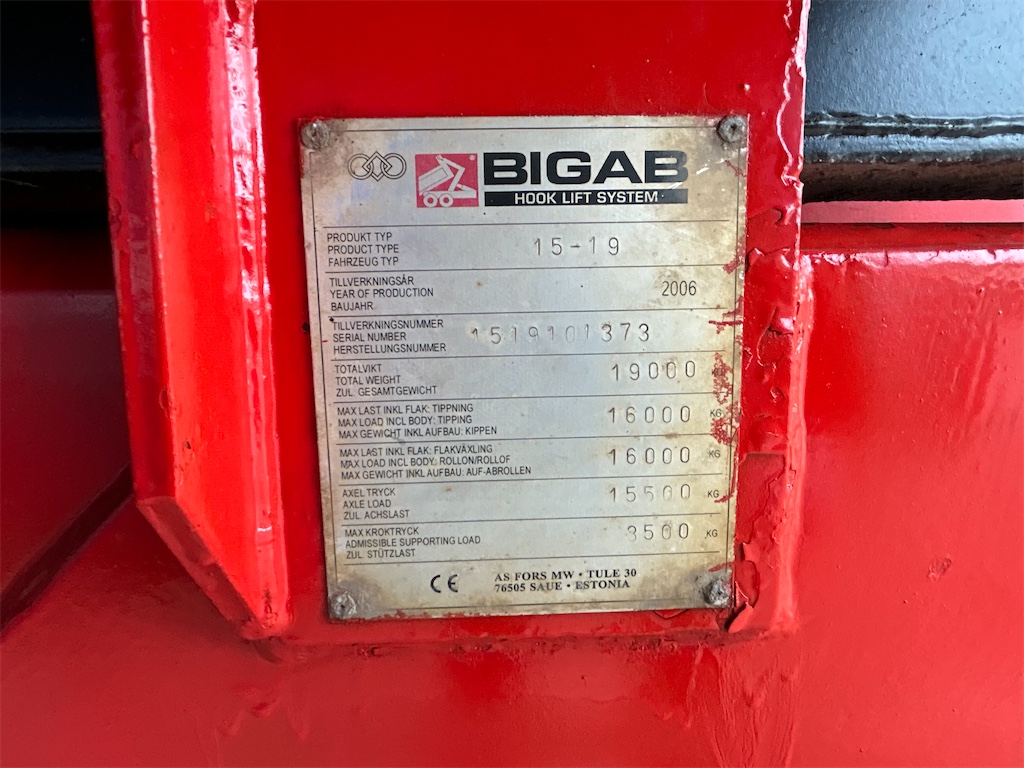 BIGAB
HOOK LIFT SYSTEM
PRODUKT TYP
PRODUCT TYPE 15-19
FAHRZEUG TYP
TILLVERKNINGSÅR
YEAR OF PRODUCTION 2006
BAUJAHR
TILLVERKNINGSNUMMER
SERIAL NUMBER 1519101373
HERSTELLUNGSNUMMER
TOTALVIKT
TOTAL WEIGHT 19000 KG
ZUL. GESAMTGEWICHT
MAX LAST INKL FLAK: TIPPNING
MAX LOAD INCL BODY: TIPPING 16000 KG
MAX GEWICHT INKL AUFBAU: KIPPEN
MAX LAST INKL FLAK: FLAKVÄXLING
MAX LOAD INCL BODY: ROLLON/ROLLOF 16000 KG
MAX GEWICHT INKL AUFBAU: AUF-ABROLLEN
AXEL TRYCK
AXLE LOAD 15500 KG
ZUL. ACHSLAST
MAX KROKTRYCK
ADMISSIBLE SUPPORTING LOAD 3500 KG
ZUL. STÜTZLAST
CE AS FORS MW • TULE 30
76505 SAUE • ESTONIA